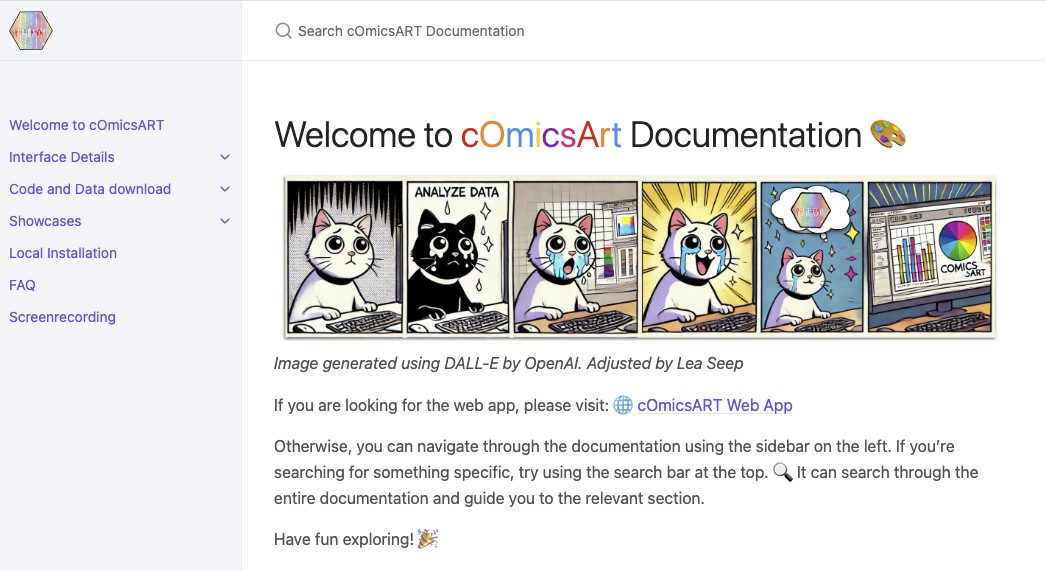 Search cOmicsART Documentation
Welcome to cOmicsART
Interface Details
Code and Data download
Showcases
Local Installation
FAQ
Screenrecording
Welcome to cOmicsArt Documentation
ANALYZE DATA
COMICS
ART
Image generated using DALL-E by OpenAI. Adjusted by Lea Seep
If you are looking for the web app, please visit: cOmicsART Web App
Otherwise, you can navigate through the documentation using the sidebar on the left. If you’re
searching for something specific, try using the search bar at the top. It can search through the
entire documentation and guide you to the relevant section.
Have fun exploring!